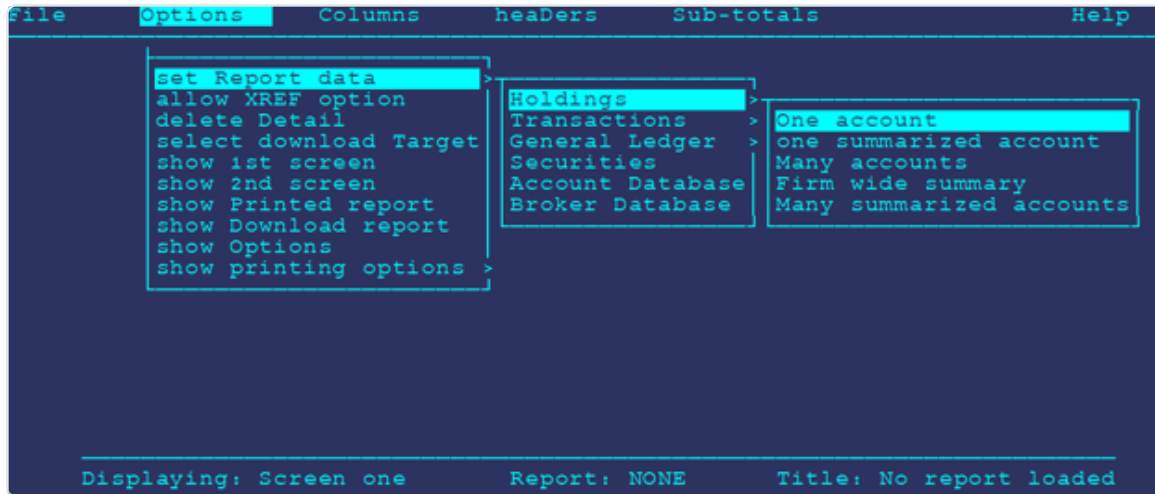 File Options Columns heaDers Sub-totals Help
set Report data >
allow XREF option
delete Detail
select download Target
show 1st screen
show 2nd screen
show Printed report
show Download report
show Options
show printing options >
Holdings >
Transactions >
General Ledger >
Securities
Account Database
Broker Database
One account
one summarized account
Many accounts
Firm wide summary
Many summarized accounts
Displaying: Screen one Report: NONE Title: No report loaded